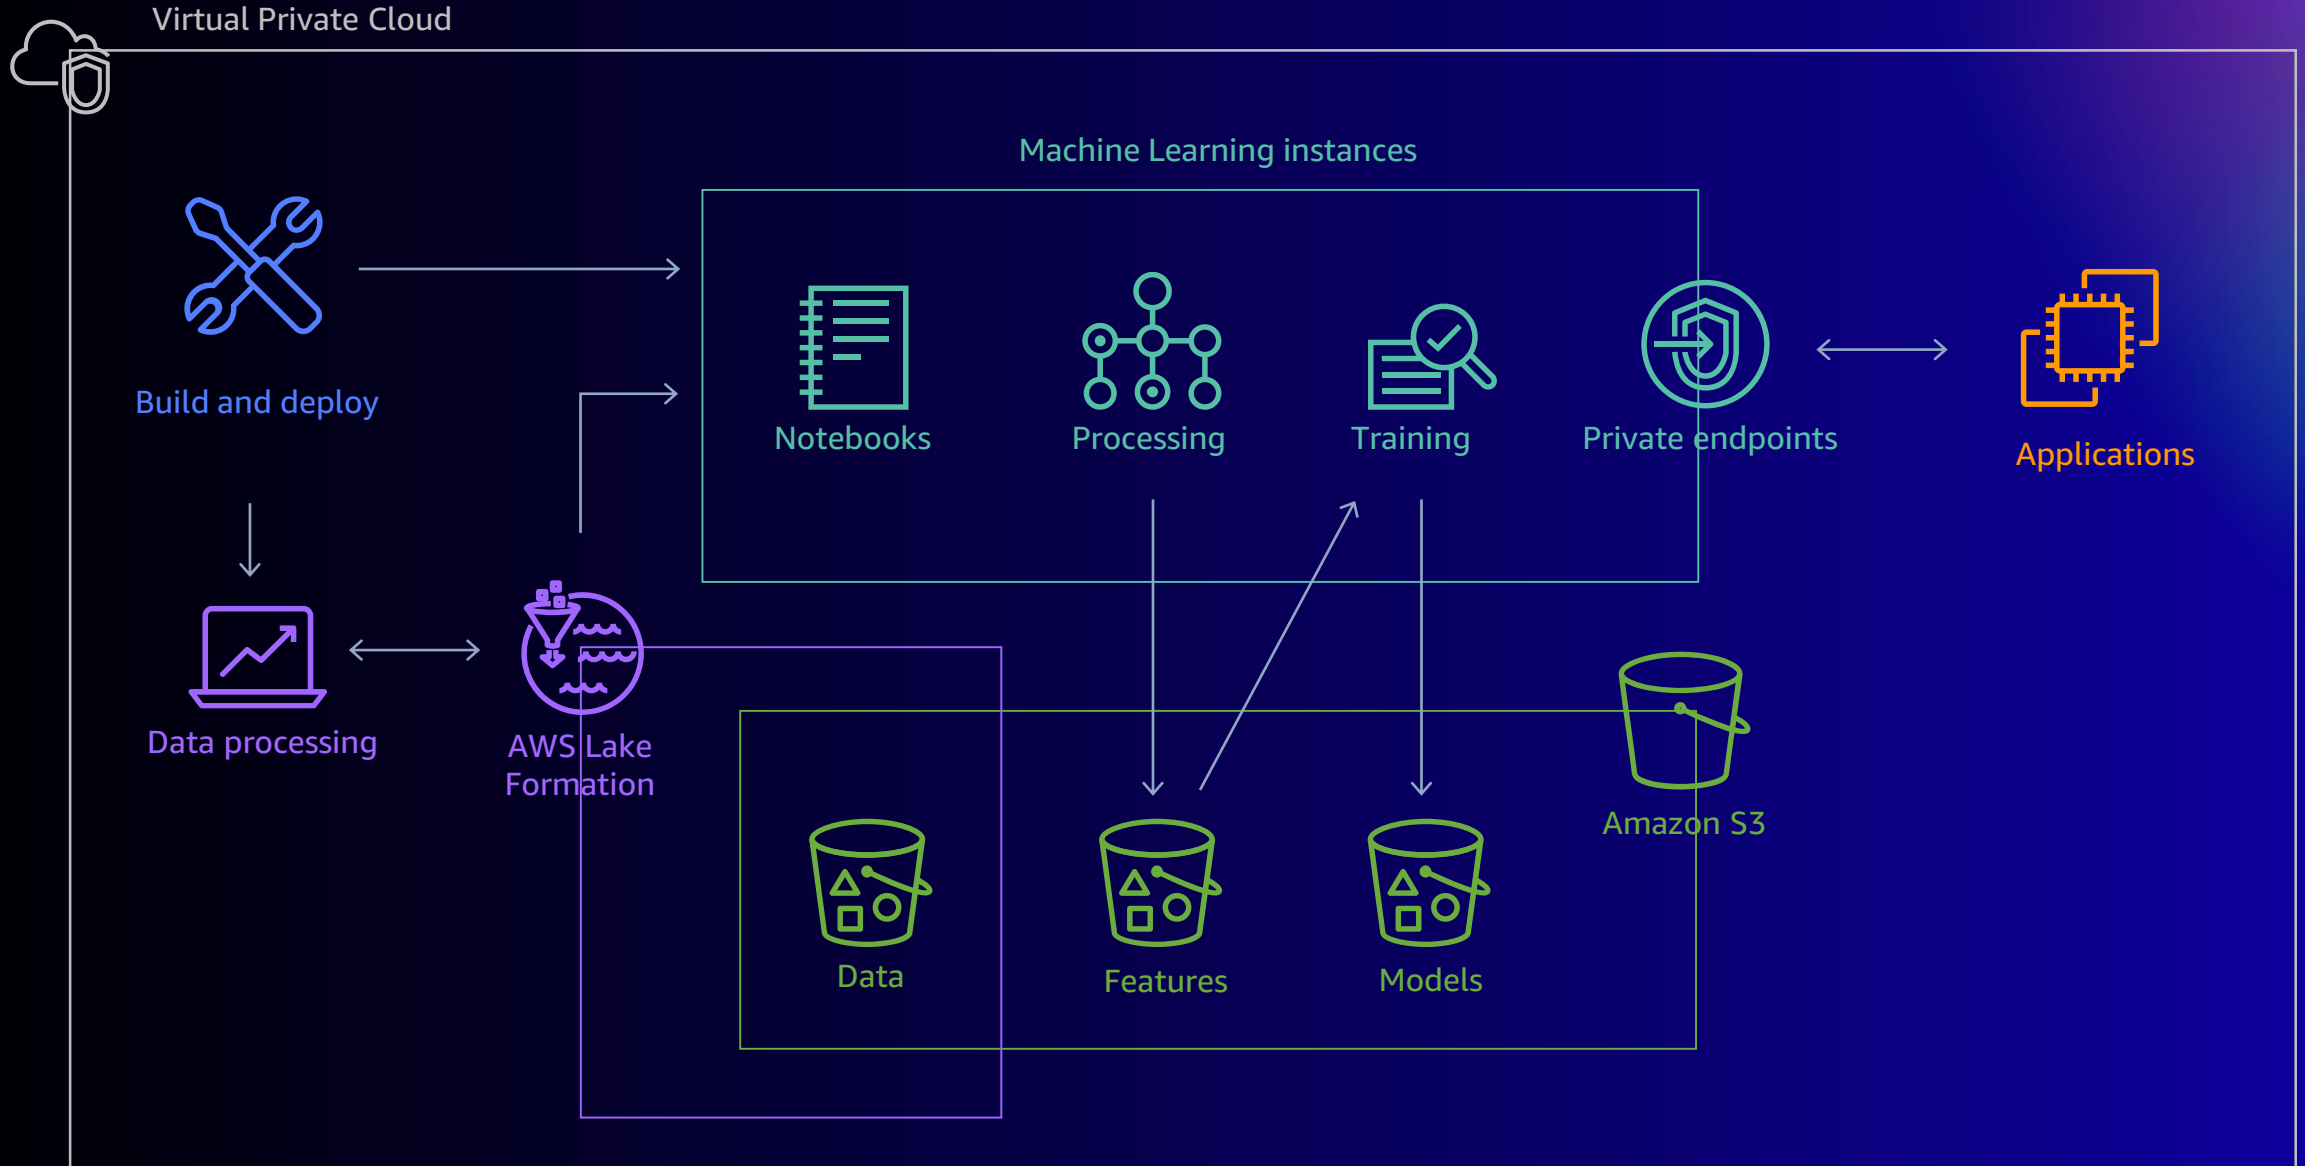 Virtual Private Cloud
Machine Learning instances
Build and deploy
Notebooks
Processing
Training
Private endpoints
Applications
Data processing
AWS Lake
Formation
Amazon S3
Data
Features
Models